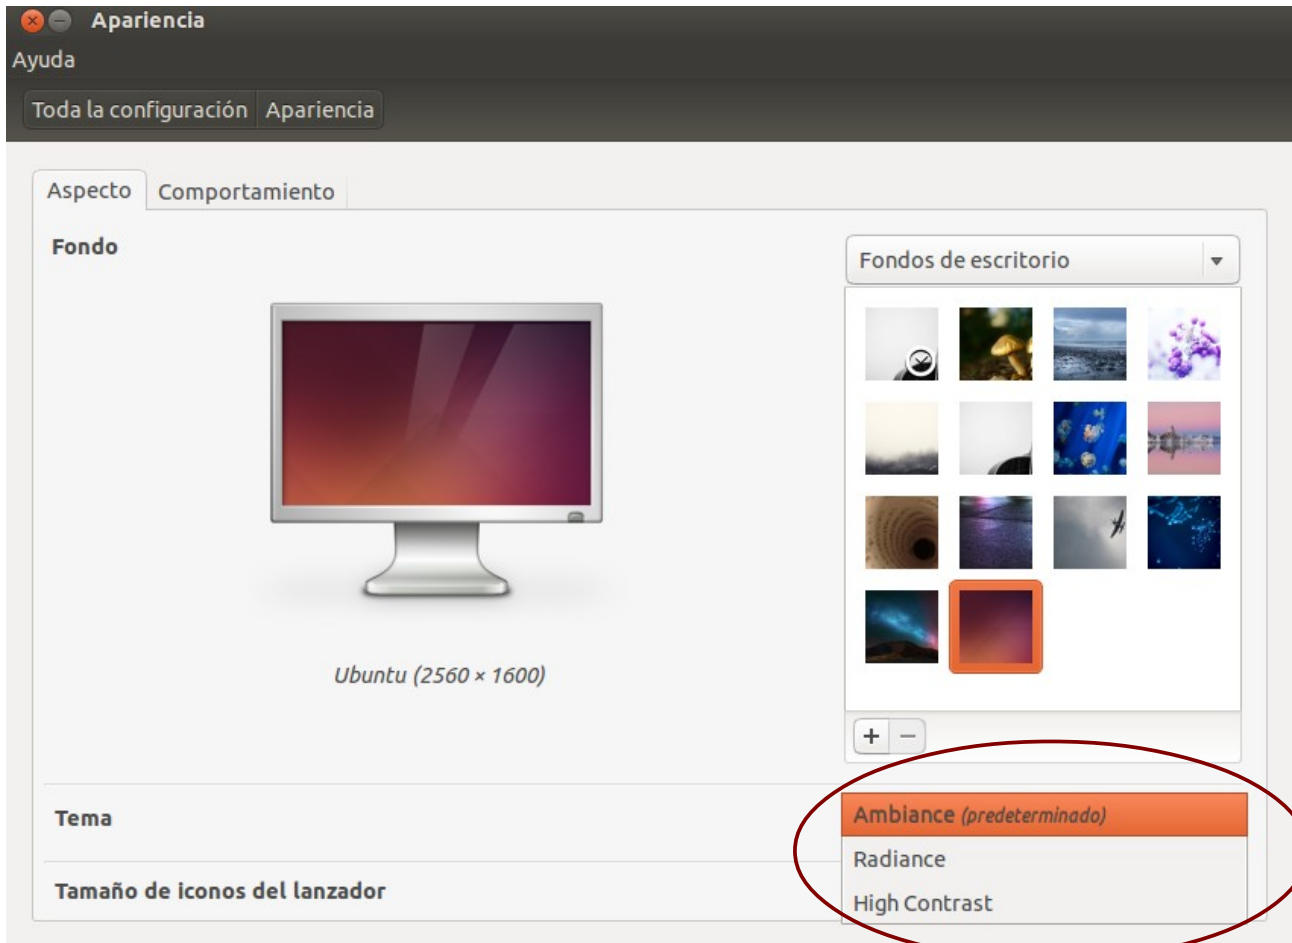 Apariencia
Ayuda
Toda la configuración Apariencia
Aspecto Comportamiento
Fondo
Fondos de escritorio
Ubuntu (2560 × 1600)
+ −
Tema
Ambiance (predeterminado)
Radiance
Tamaño de iconos del lanzador
High Contrast